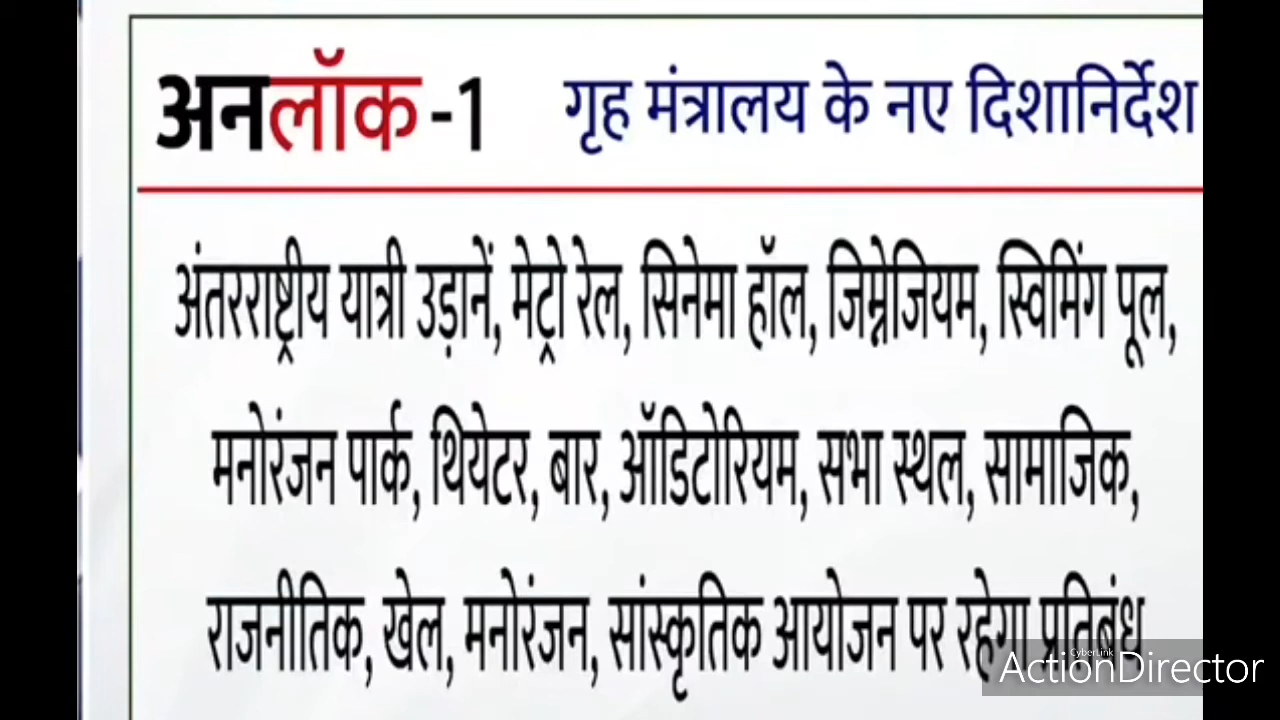 अनलॉक -1 गृह मंत्रालय के नए दिशानिर्देश
अंतरराष्ट्रीय यात्री उड़ानें, मेट्रो रेल, सिनेमा हॉल, जिम्नेजियम, स्विमिंग पूल,
मनोरंजन पार्क, थियेटर, बार, ऑडिटोरियम, सभा स्थल, सामाजिक,
राजनीतिक, खेल, मनोरंजन, सांस्कृतिक आयोजन पर रहेगा प्रतिबंध
CyberLink
ActionDirector